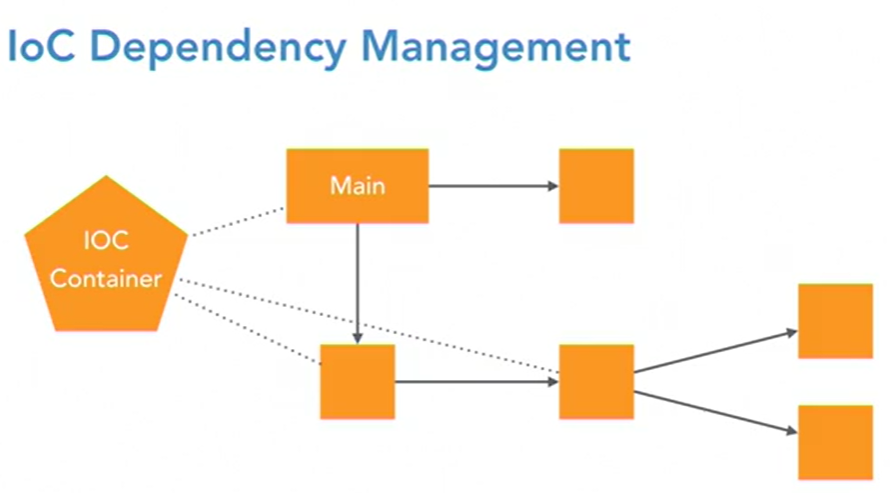 IoC Dependency Management
Main
IOC
Container